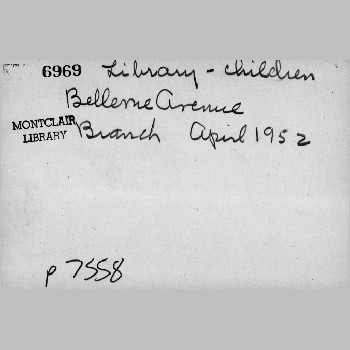 6969 Library - children
Bellevue Avenue
MONTCLAIR
LIBRARY
Branch April 1952
p 7558